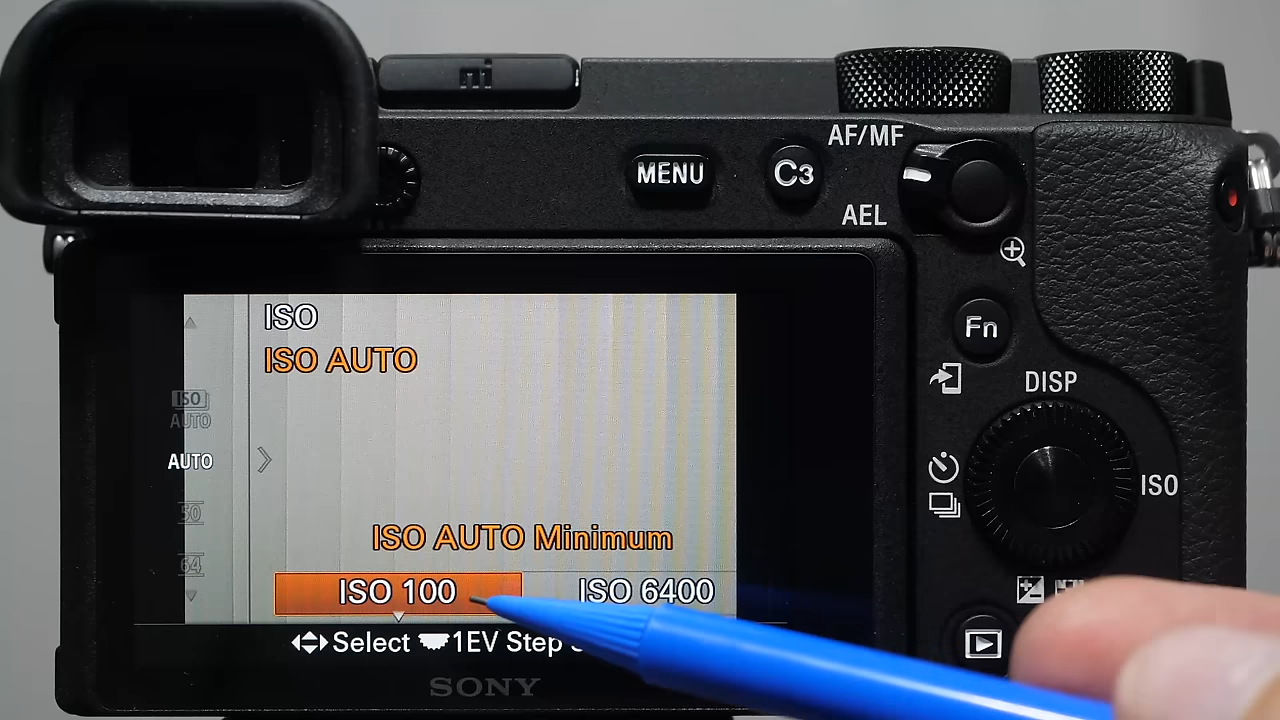 MENU
C3
AF/MF
AEL
Fn
DISP
ISO
ISO
ISO AUTO
ISO
AUTO
AUTO
50
64
ISO AUTO Minimum
ISO 100
ISO 6400
Select 1EV Step
SONY